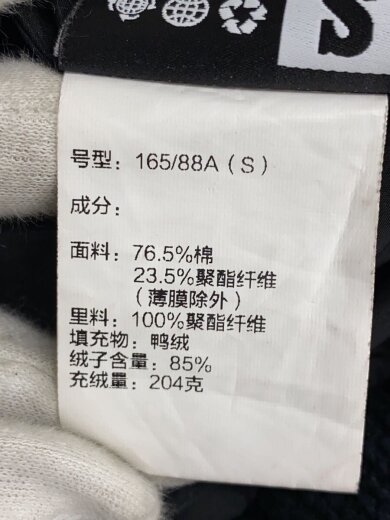 S
号型：165/88A（S）
成分：
面料：76.5%棉
23.5%聚酯纤维
（薄膜除外）
里料：100%聚酯纤维
填充物：鸭绒
绒子含量：85%
充绒量：204克